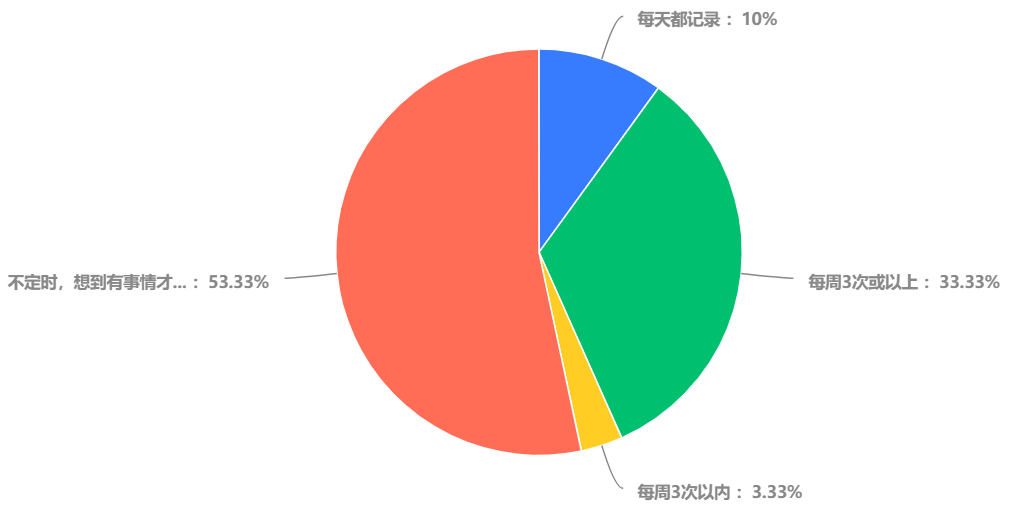 每天都记录： 10%
不定时，想到有事情才...： 53.33%
每周3次或以上： 33.33%
每周3次以内： 3.33%